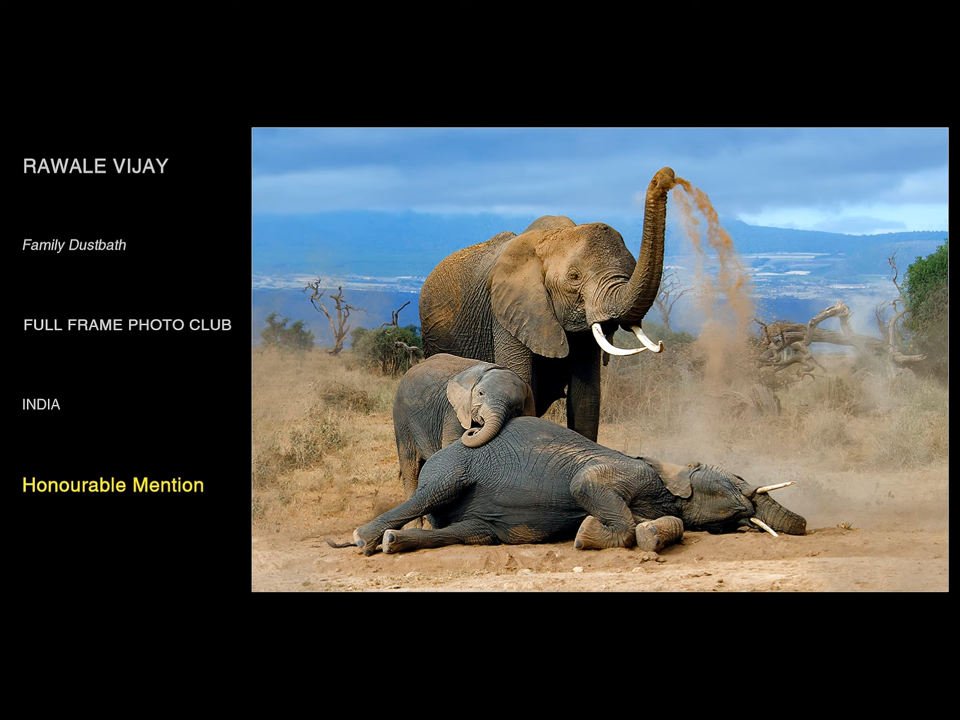 RAWALE VIJAY
Family Dustbath
FULL FRAME PHOTO CLUB
INDIA
Honourable Mention